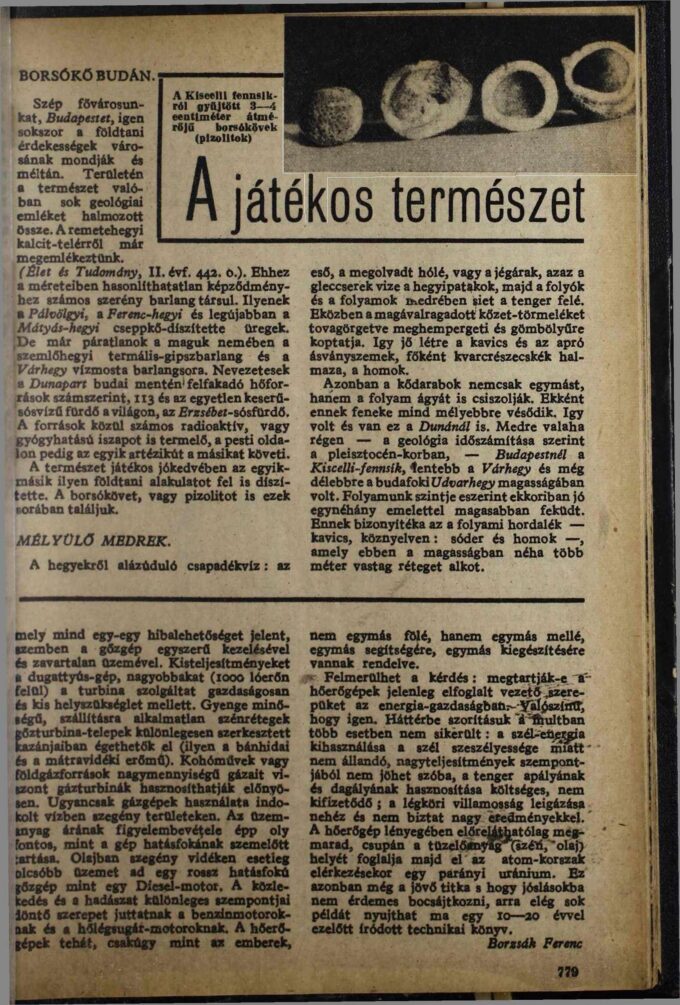 BORSÓKŐ BUDÁN.
Szép fővárosun-
kat, Budapestet, igen
sokszor a földtani
érdekességek váro-
sának mondják és
méltán. Területén
a természet való-
ban sok geológiai
emléket halmozott
össze. A remetehegyi
kalcit-telérről már
megemlékeztünk.
(Élet és Tudomány, II. évf. 442. o.). Ehhez
a méreteiben hasonlíthatatlan képződmény-
hez számos szerény barlang társul. Ilyenek
a Pálvölgyi, a Ferenc-hegyi és legújabban a
Mátyás-hegyi cseppkő-díszítette üregek.
De már páratlanok a maguk nemében a
szemlőhegyi termális-gipszbarlang és a
Várhegy vízmosta barlangsora. Nevezetesek
a Dunapart budai mentén felfakadó hőfor-
rások számszerint, 113 és az egyetlen keserű-
sósvízű fürdő a világon, az Erzsébet-sósfürdő.
A források közül számos radioaktív, vagy
gyógyhatású iszapot is termelő, a pesti olda-
lon pedig az egyik artézikút a másikat követi.
A természet játékos jókedvében az egyik-
másik ilyen földtani alakulatot fel is díszí-
tette. A borsókövet, vagy pizolitot is ezek
sorában találjuk.
MÉLYÜLŐ MEDREK.
A hegyekről alázúduló csapadékvíz : az
A Kiscelli fennsík-
ról gyűjtött 3—4
centiméter átmé-
rőjű borsókövek
(pizolitok)
A játékos természet
eső, a megolvadt hólé, vagy a jégárak, azaz a
gleccserek vize a hegyipatakok, majd a folyók
és a folyamok medrében siet a tenger felé.
Eközben a magávalragadott kőzet-törmeléket
tovagörgetve meghempergeti és gömbölyűre
koptatja. Igy jő létre a kavics és az apró
ásványszemek, főként kvarcrészecskék hal-
maza, a homok.
Azonban a kődarabok nemcsak egymást,
hanem a folyam ágyát is csiszolják. Ekként
ennek feneke mind mélyebbre vésődik. Igy
volt és van ez a Dunánál is. Medre valaha
régen — a geológia időszámítása szerint
a pleisztocén-korban, — Budapestnél a
Kiscelli-fennsík, lentebb a Várhegy és még
délebbre a budafoki Udvarhegy magasságában
volt. Folyamunk szintje eszerint ekkoriban jó
egynéhány emelettel magasabban feküdt.
Ennek bizonyítéka az a folyami hordalék —
kavics, köznyelven : sóder és homok —,
amely ebben a magasságban néha több
méter vastag réteget alkot.
mely mind egy-egy hibalehetőséget jelent,
szemben a gőzgép egyszerű kezelésével
és zavartalan üzemével. Kisteljesítményeket
a dugattyús-gép, nagyobbakat (1000 lóerőn
felül) a turbina szolgáltat gazdaságosan
és kis helyszükséglet mellett. Gyenge minő-
ségű, szállításra alkalmatlan szénrétegek
gőzturbina-telepek különlegesen szerkesztett
kazánjaiban égethetők el (ilyen a bánhidai
és a mátravidéki erőmű). Kohóművek vagy
földgázforrások nagymennyiségű gázait vi-
szont gázturbinák hasznosíthatják előnyö-
sen. Ugyancsak gázgépek használata indo-
kolt vízben szegény területeken. Az üzem-
anyag árának figyelembevétele épp oly
fontos, mint a gép hatásfokának szemelőtt
tartása. Olajban szegény vidéken esetleg
olcsóbb üzemet ad egy rossz hatásfokú
gőzgép mint egy Diesel-motor. A közle-
kedés és a hadászat különleges szempontjai
döntő szerepet juttatnak a benzinmotorok-
nak és a hőlégsugár-motoroknak. A hőerő-
gépek tehát, csakúgy mint az emberek,
nem egymás fölé, hanem egymás mellé,
egymás segítségére, egymás kiegészítésére
vannak rendelve.
Felmerülhet a kérdés : megtartják-e a
hőerőgépek jelenleg elfoglalt vezető szere-
püket az energia-gazdaságban. Valószínű,
hogy igen. Háttérbe szorításuk a multban
több esetben nem sikerült : a szél-energia
kihasználása a szél szeszélyessége miatt
nem állandó, nagyteljesítmények szempont-
jából nem jöhet szóba, a tenger apályának
és dagályának hasznosítása költséges, nem
kifizetődő ; a légköri villamosság leigázása
nehéz és nem biztat nagy eredményekkel.
A hőerőgép lényegében előreláthatólag meg-
marad, csupán a tüzelőanyag (szén, olaj)
helyét foglalja majd el az atom-korszak
elérkezésekor egy parányi uránium. Ez
azonban még a jövő titka s hogy jóslásokba
nem érdemes bocsájtkozni, arra elég sok
példát nyujthat ma egy 10—20 évvel
ezelőtt íródott technikai könyv.
Borzsák Ferenc
779